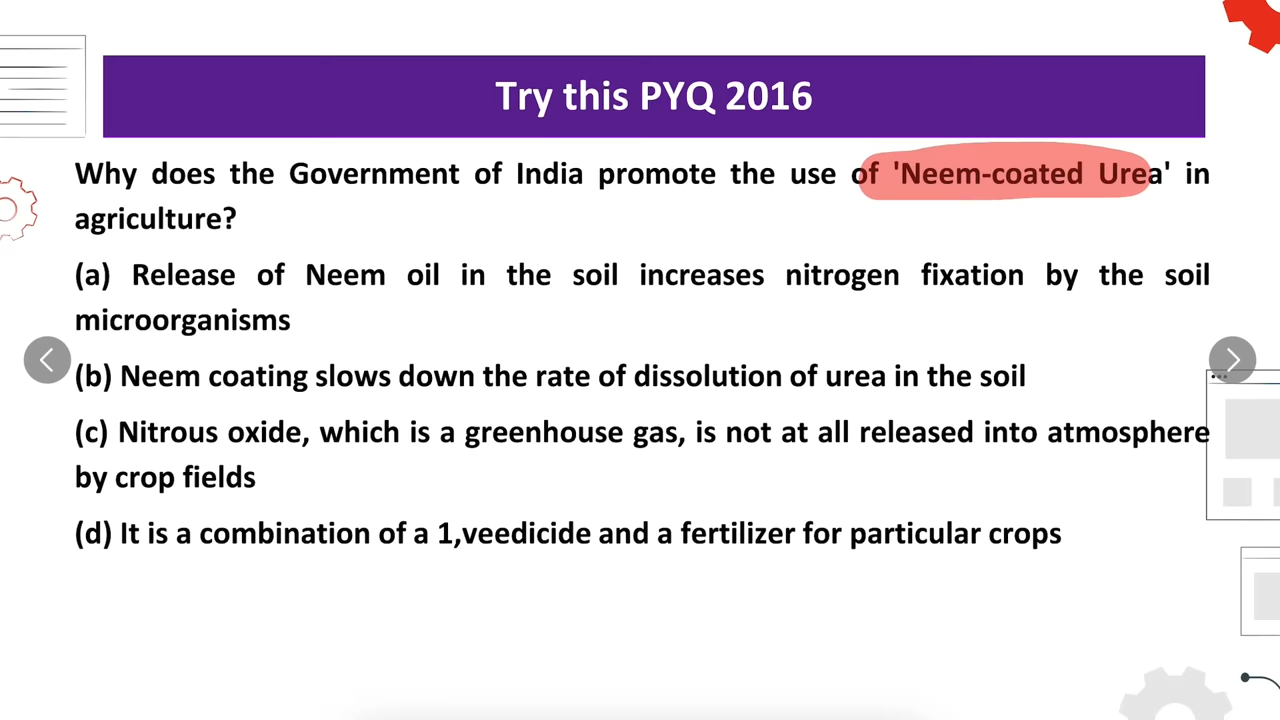 Try this PYQ 2016
Why does the Government of India promote the use of 'Neem-coated Urea' in
agriculture?
(a) Release of Neem oil in the soil increases nitrogen fixation by the soil
microorganisms
(b) Neem coating slows down the rate of dissolution of urea in the soil
(c) Nitrous oxide, which is a greenhouse gas, is not at all released into atmosphere
by crop fields
(d) It is a combination of a 1,veedicide and a fertilizer for particular crops